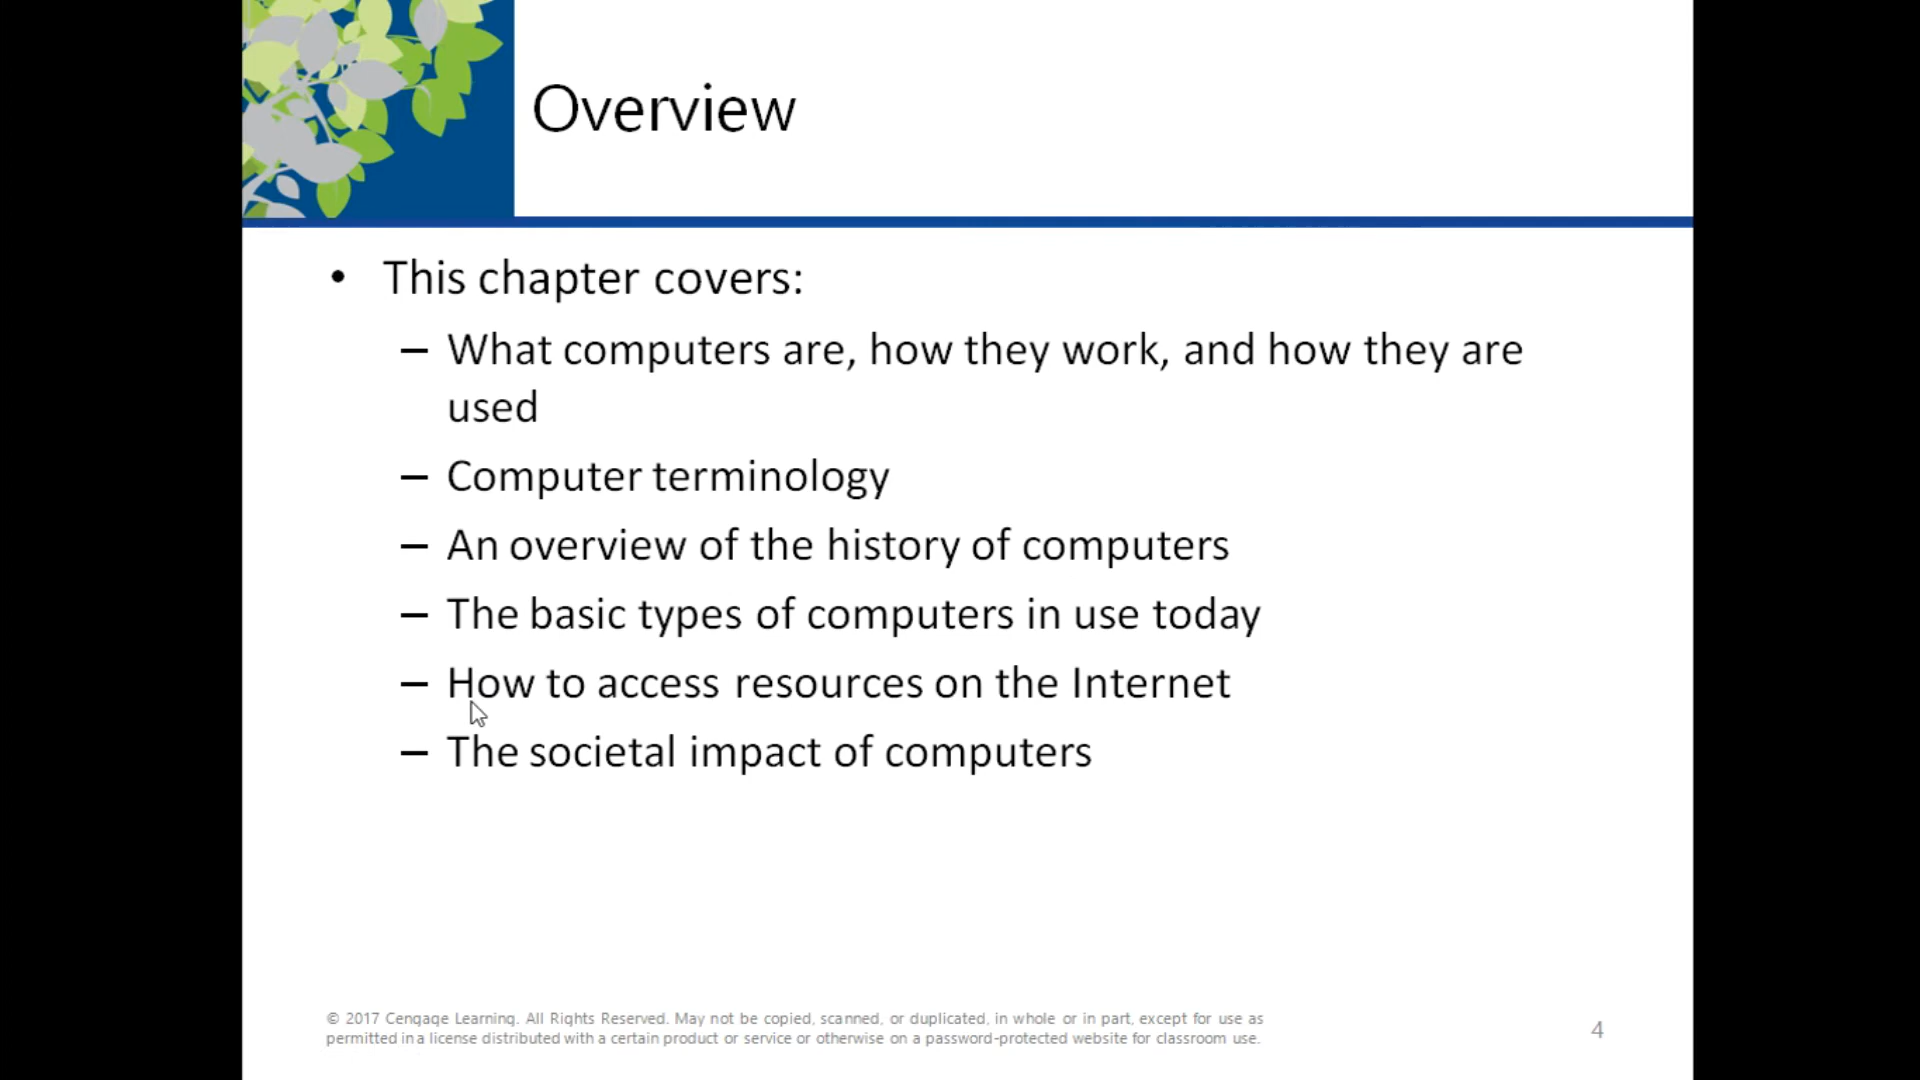 Overview
• This chapter covers:
– What computers are, how they work, and how they are
used
– Computer terminology
– An overview of the history of computers
– The basic types of computers in use today
– How to access resources on the Internet
– The societal impact of computers
© 2017 Cengage Learning. All Rights Reserved. May not be copied, scanned, or duplicated, in whole or in part, except for use as
permitted in a license distributed with a certain product or service or otherwise on a password-protected website for classroom use.
4